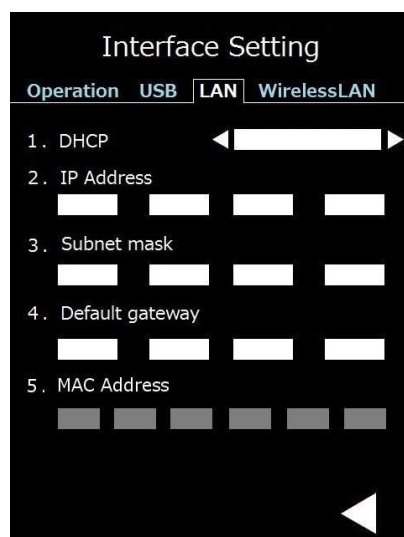 Interface Setting
Operation USB LAN WirelessLAN
1. DHCP
2. IP Address
3. Subnet mask
4. Default gateway
5. MAC Address